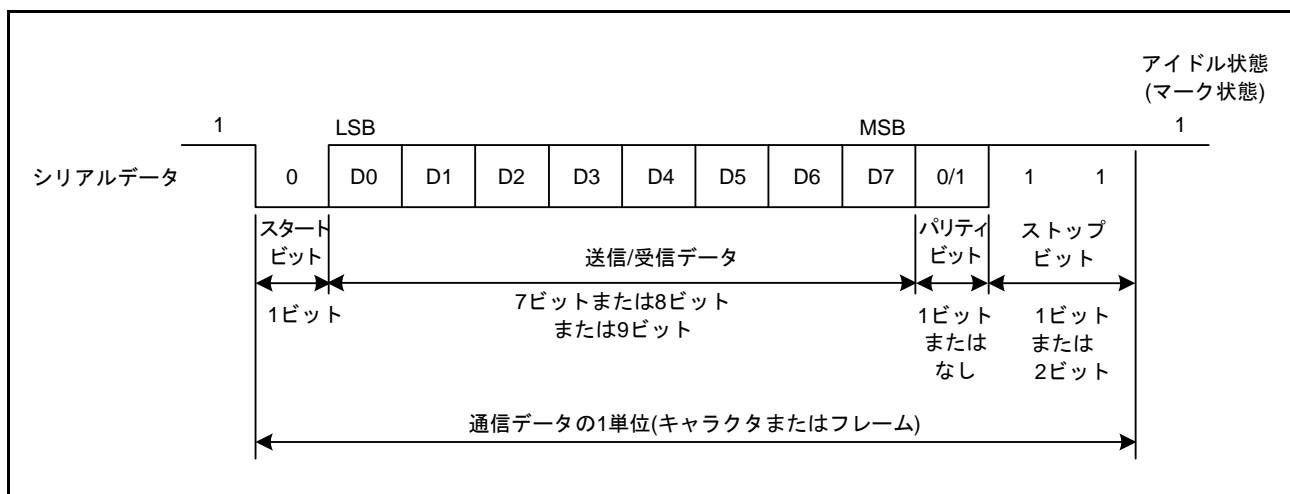 アイドル状態
(マーク状態)
1 LSB MSB 1
シリアルデータ 0 D0 D1 D2 D3 D4 D5 D6 D7 0/1 1 1
スタート
ビット
送信/受信データ
パリティ
ビット
ストップ
ビット
1ビット
7ビットまたは8ビット
または9ビット
1ビット
または
なし
1ビット
または
2ビット
通信データの1単位(キャラクタまたはフレーム)